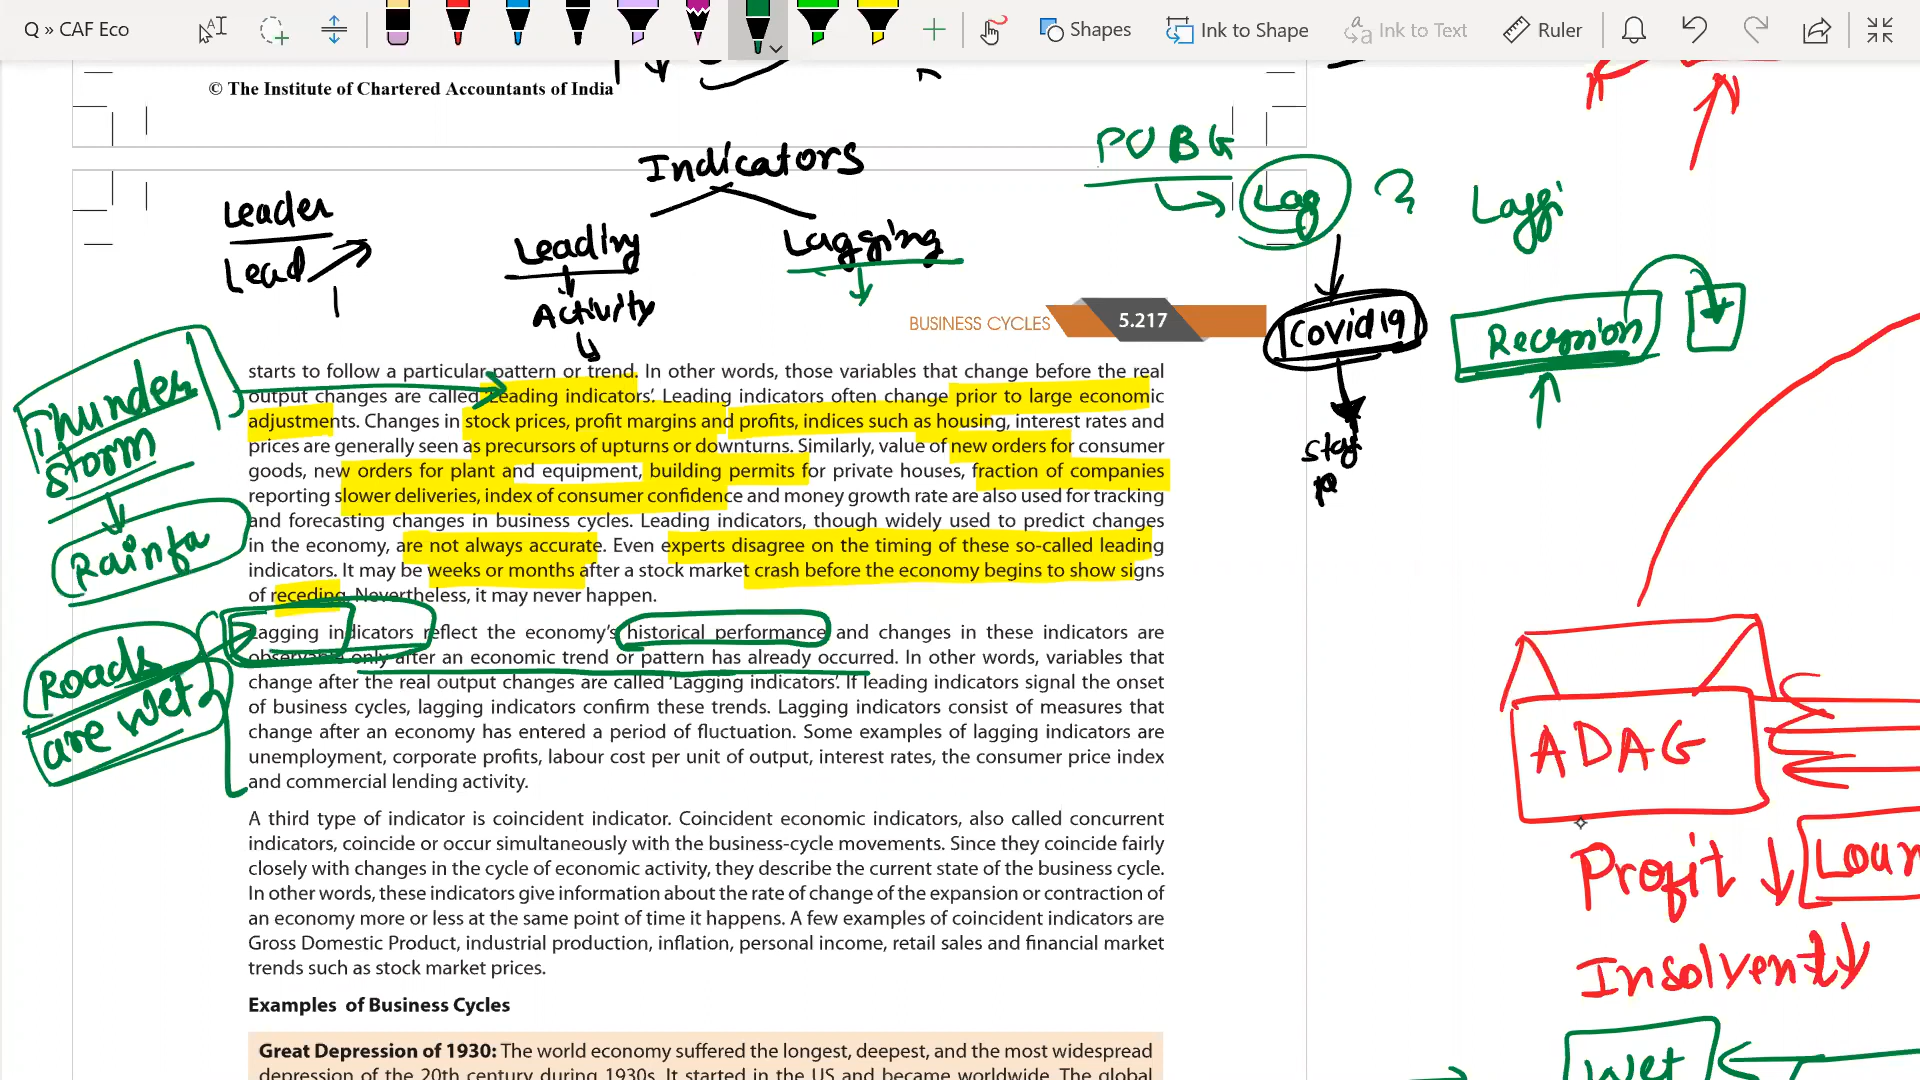 Q » CAF Eco
Shapes
Ink to Shape
Ink to Text
Ruler
© The Institute of Chartered Accountants of India
PUBG
Indicators
Lag ?
Laggi
Leader
Lead
Leading
Lagging
Activity
BUSINESS CYCLES 5.217
Covid 19
Recession
starts to follow a particular pattern or trend. In other words, those variables that change before the real
output changes are called 'Leading indicators'. Leading indicators often change prior to large economic
adjustments. Changes in stock prices, profit margins and profits, indices such as housing, interest rates and
prices are generally seen as precursors of upturns or downturns. Similarly, value of new orders for consumer
goods, new orders for plant and equipment, building permits for private houses, fraction of companies
reporting slower deliveries, index of consumer confidence and money growth rate are also used for tracking
and forecasting changes in business cycles. Leading indicators, though widely used to predict changes
in the economy, are not always accurate. Even experts disagree on the timing of these so-called leading
indicators. It may be weeks or months after a stock market crash before the economy begins to show signs
of receding. Nevertheless, it may never happen.
Thunder
storm
Rainfa
Roads
are wet
Lagging indicators reflect the economy's historical performance and changes in these indicators are
observable only after an economic trend or pattern has already occurred. In other words, variables that
change after the real output changes are called 'Lagging indicators'. If leading indicators signal the onset
of business cycles, lagging indicators confirm these trends. Lagging indicators consist of measures that
change after an economy has entered a period of fluctuation. Some examples of lagging indicators are
unemployment, corporate profits, labour cost per unit of output, interest rates, the consumer price index
and commercial lending activity.
ADAG
Profit
Loan
Insolvent
Wet
A third type of indicator is coincident indicator. Coincident economic indicators, also called concurrent
indicators, coincide or occur simultaneously with the business-cycle movements. Since they coincide fairly
closely with changes in the cycle of economic activity, they describe the current state of the business cycle.
In other words, these indicators give information about the rate of change of the expansion or contraction of
an economy more or less at the same point of time it happens. A few examples of coincident indicators are
Gross Domestic Product, industrial production, inflation, personal income, retail sales and financial market
trends such as stock market prices.
Examples of Business Cycles
Great Depression of 1930: The world economy suffered the longest, deepest, and the most widespread
depression of the 20th century during 1930s. It started in the US and became worldwide. The global